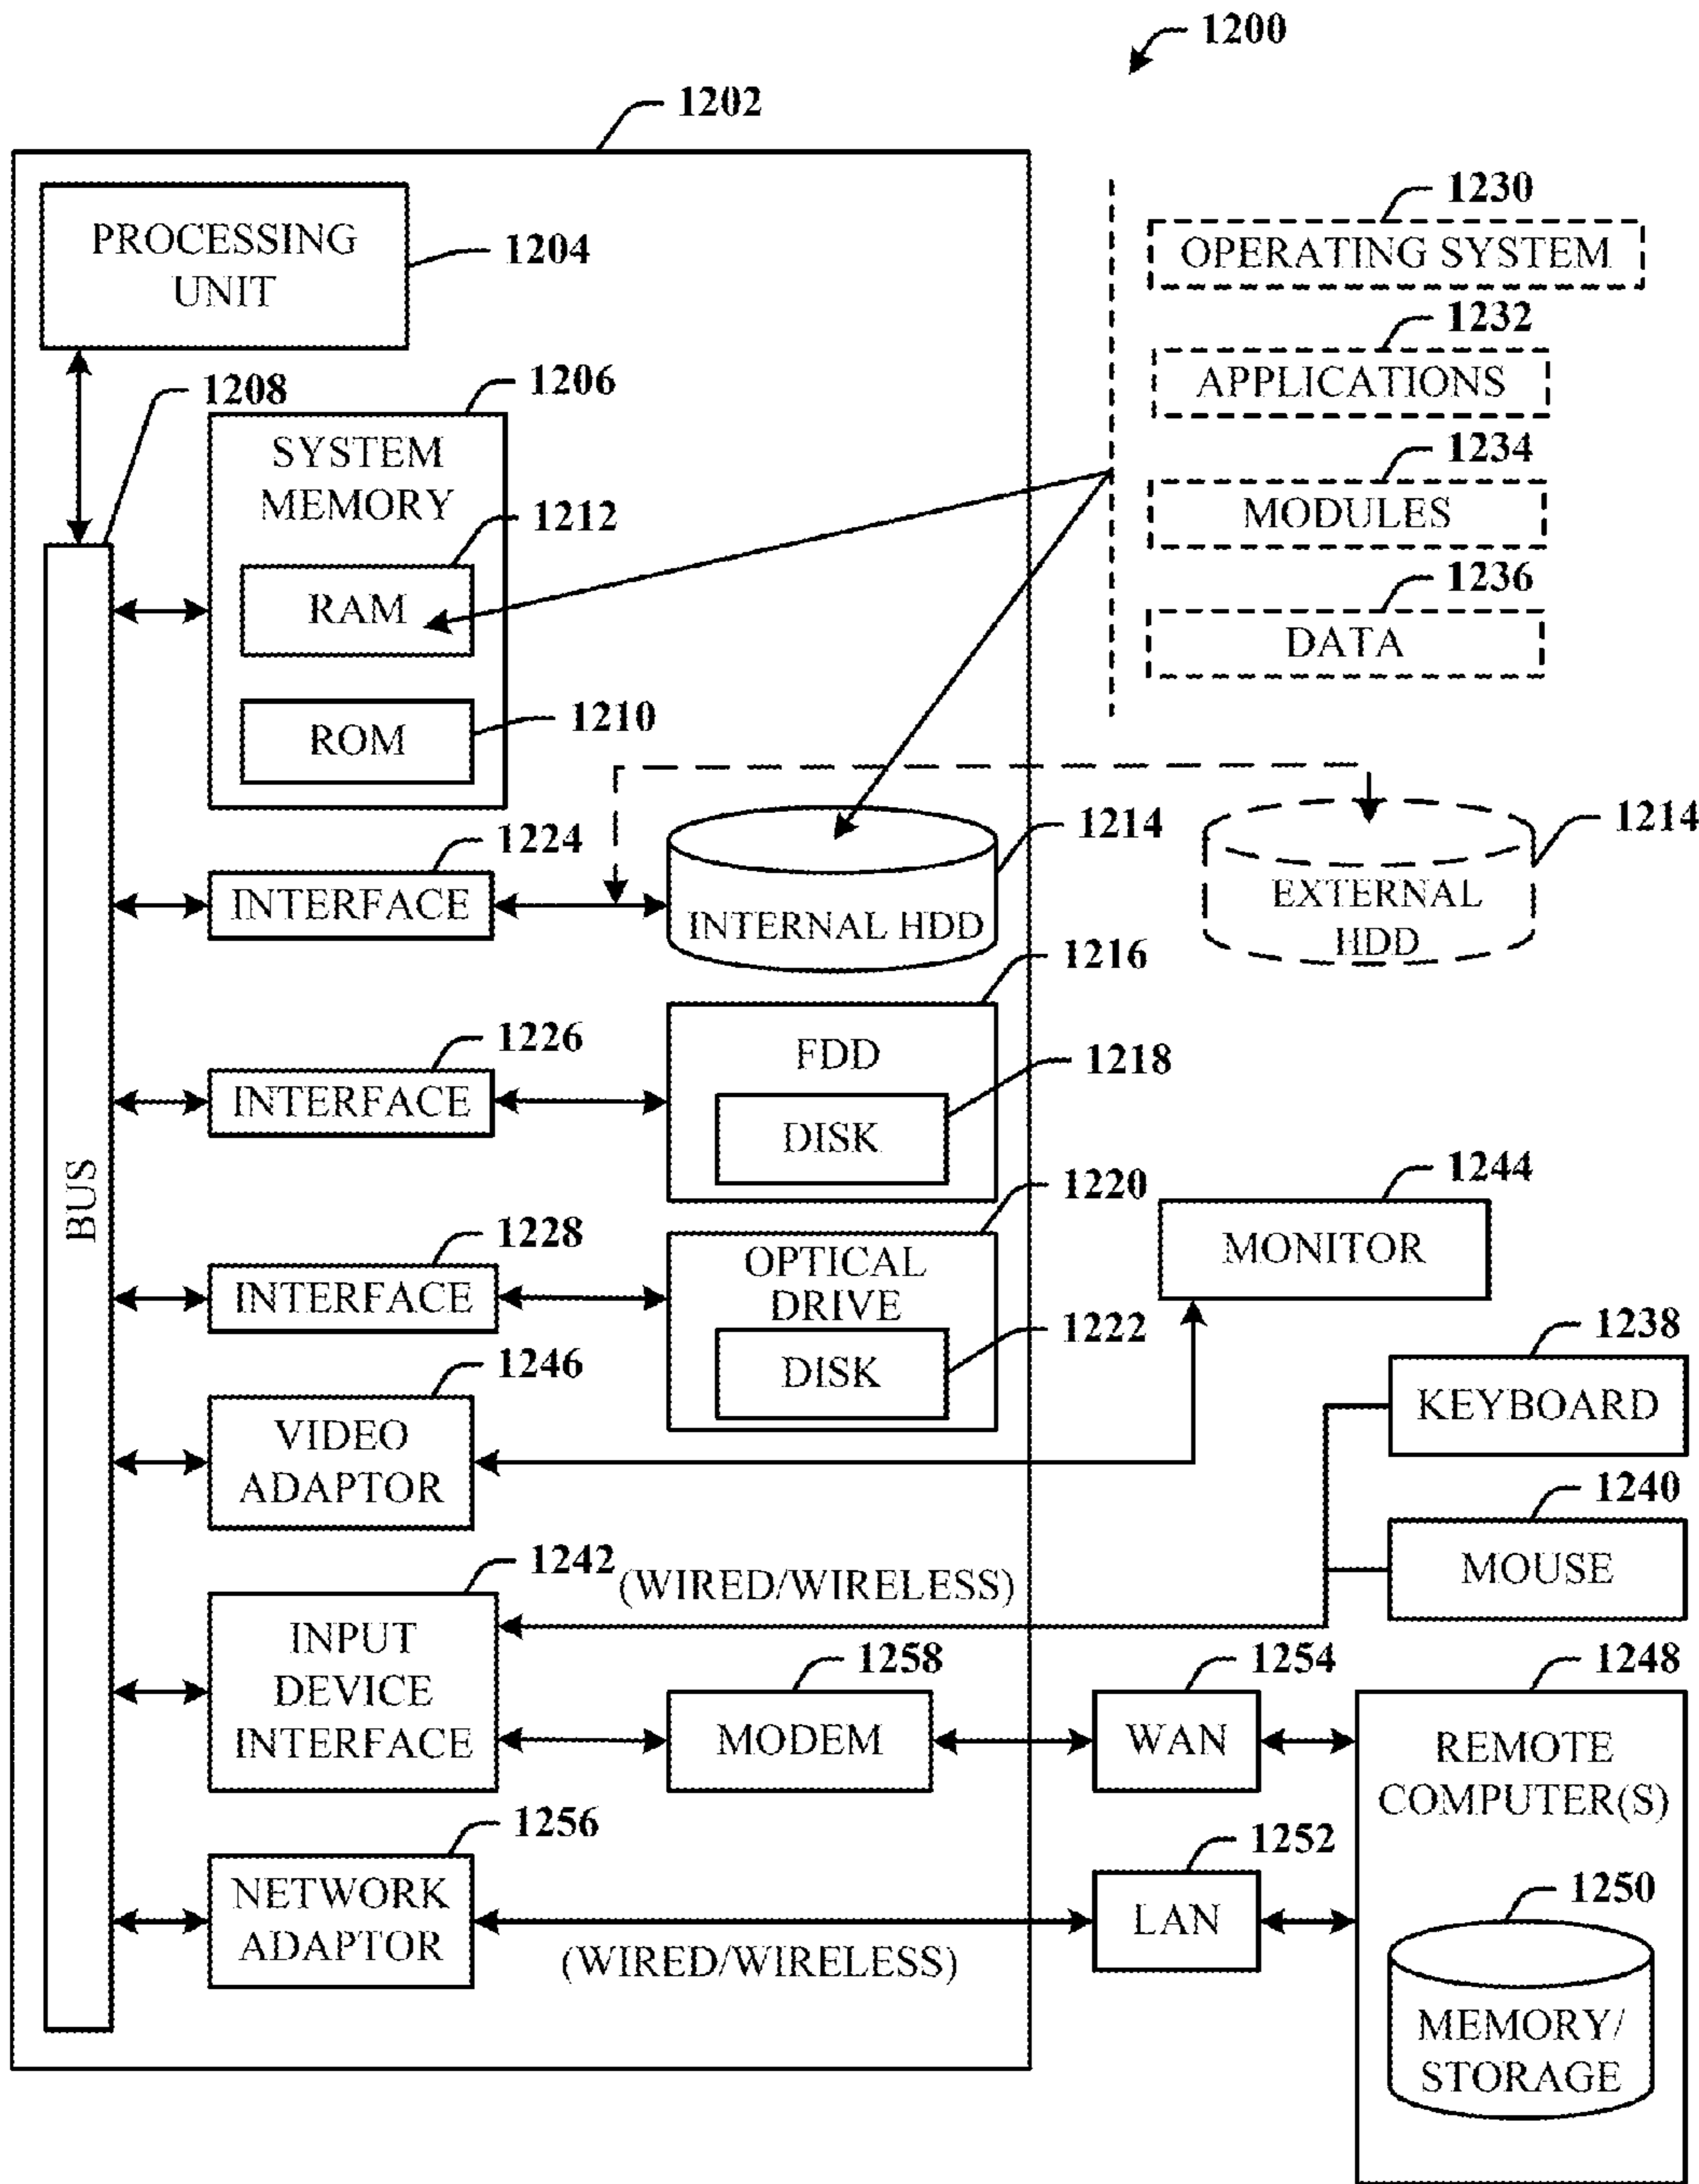 1200
1202
PROCESSING
UNIT
1204
1230
OPERATING SYSTEM
1232
APPLICATIONS
1234
MODULES
1236
DATA
1208
1206
SYSTEM
MEMORY
1212
RAM
1210
ROM
1224
INTERFACE
1214
INTERNAL HDD
1214
EXTERNAL
HDD
1226
INTERFACE
1216
FDD
1218
DISK
BUS
1228
INTERFACE
1220
OPTICAL
DRIVE
1222
DISK
1244
MONITOR
1246
VIDEO
ADAPTOR
1238
KEYBOARD
1240
MOUSE
1242
(WIRED/WIRELESS)
INPUT
DEVICE
INTERFACE
1258
MODEM
1254
WAN
1248
REMOTE
COMPUTER(S)
1256
NETWORK
ADAPTOR
(WIRED/WIRELESS)
1252
LAN
1250
MEMORY/
STORAGE